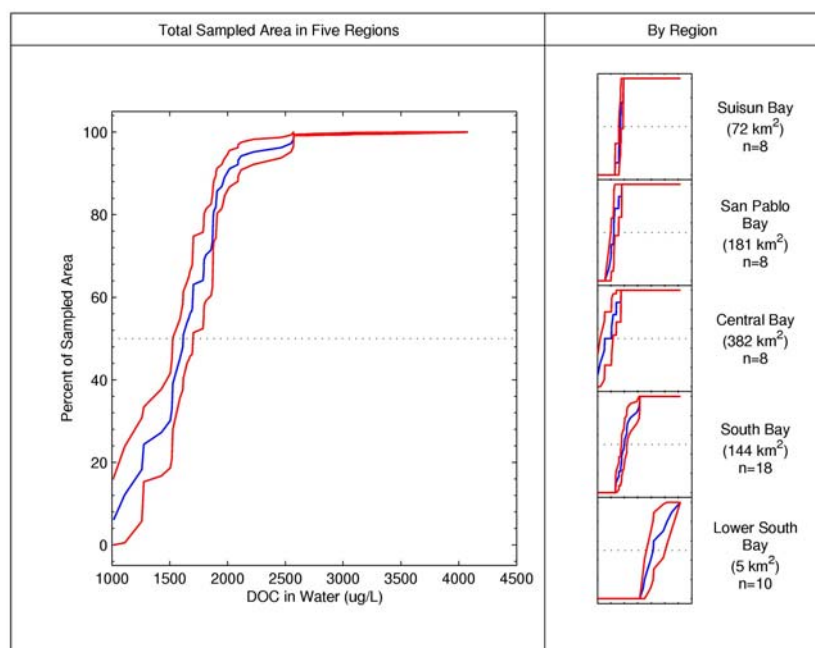 Total Sampled Area in Five Regions
By Region
100
80
60
40
20
0
Percent of Sampled Area
1000 1500 2000 2500 3000 3500 4000 4500
DOC in Water (ug/L)
Suisun Bay
(72 km²)
n=8
San Pablo
Bay
(181 km²)
n=8
Central Bay
(382 km²)
n=8
South Bay
(144 km²)
n=18
Lower South
Bay
(5 km²)
n=10